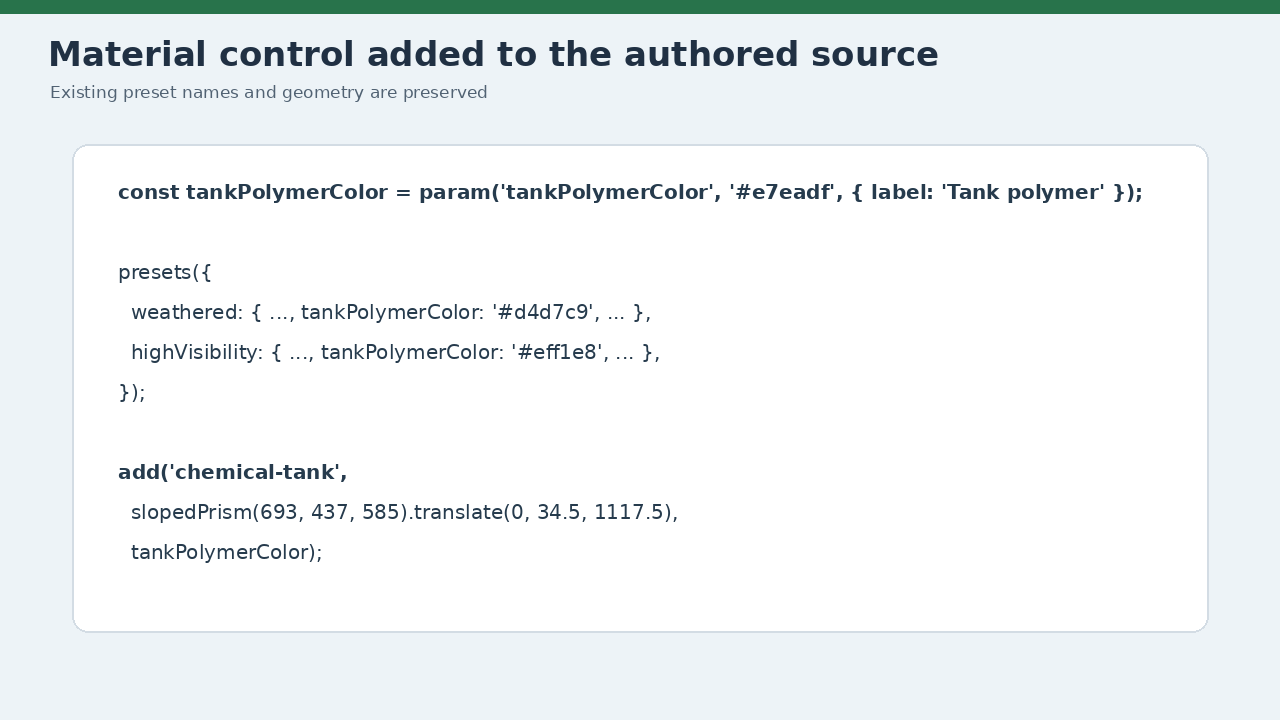 Material control added to the authored source
Existing preset names and geometry are preserved
const tankPolymerColor = param('tankPolymerColor', '#e7eadf', { label: 'Tank polymer' });
presets({
weathered: { ..., tankPolymerColor: '#d4d7c9', ... },
highVisibility: { ..., tankPolymerColor: '#eff1e8', ... },
});
add('chemical-tank',
slopedPrism(693, 437, 585).translate(0, 34.5, 1117.5),
tankPolymerColor);